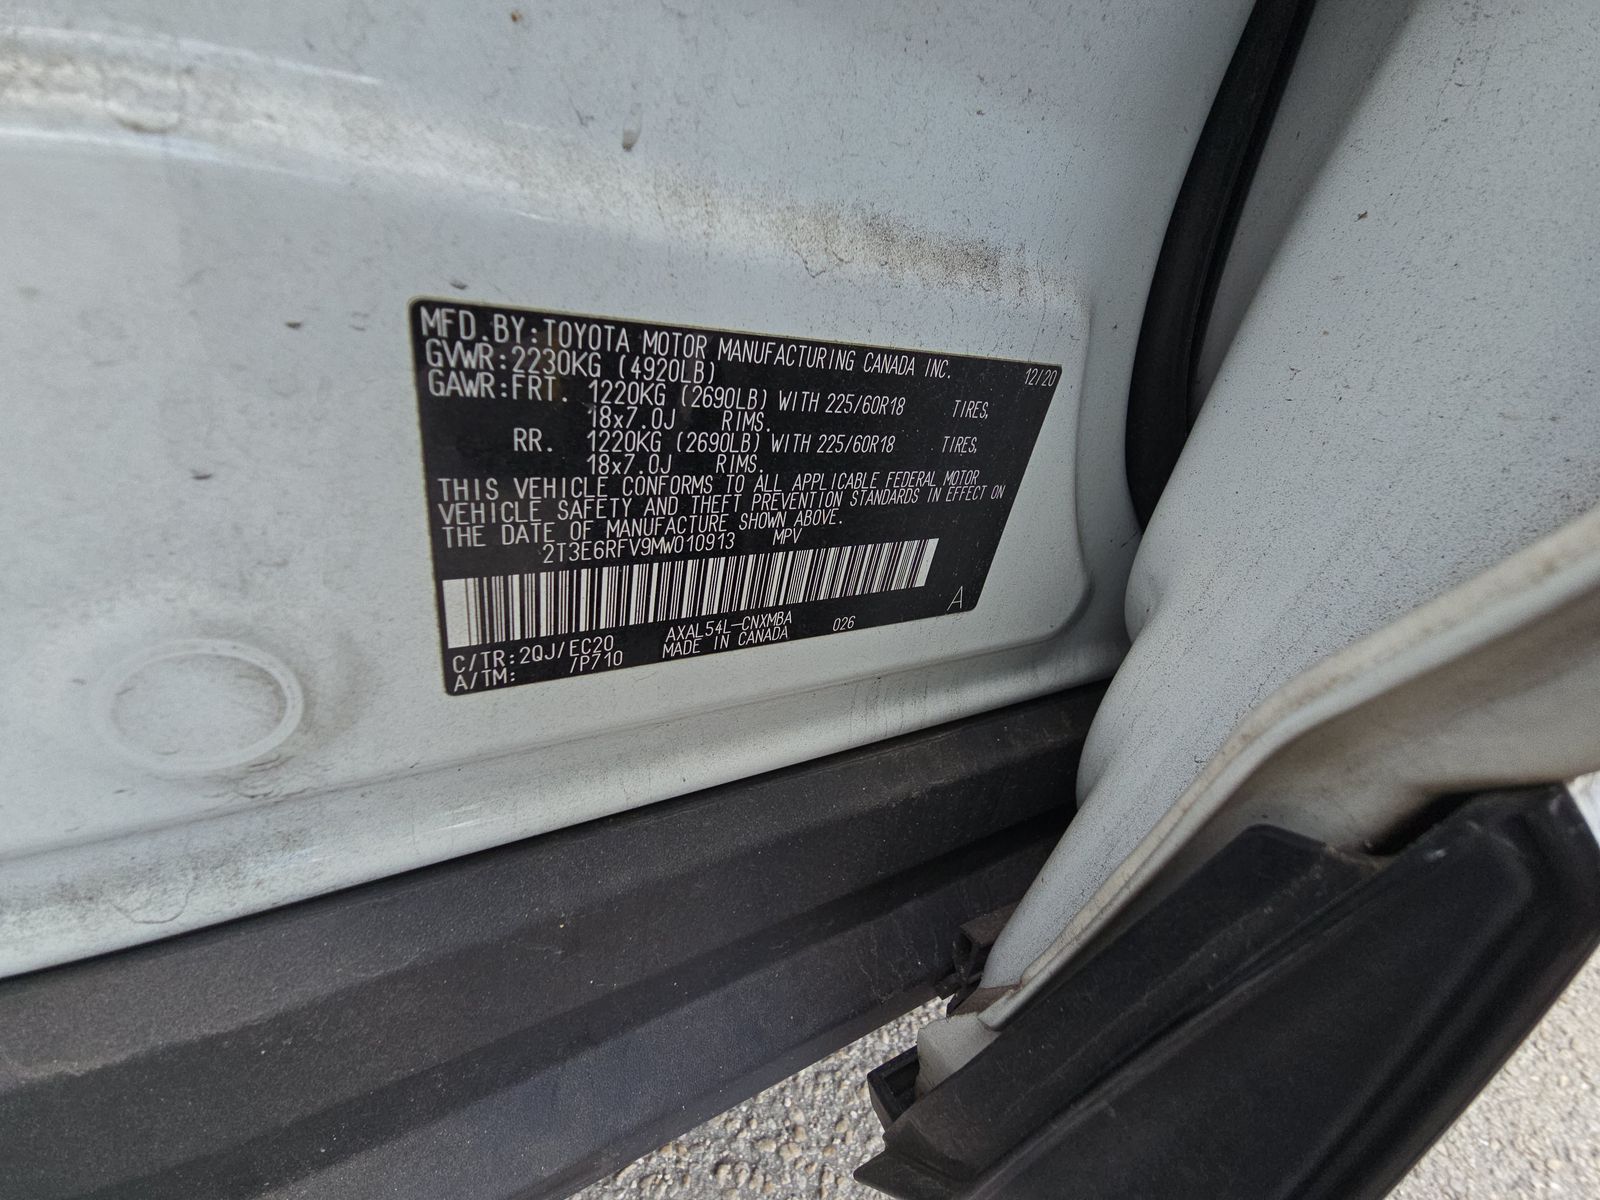 MFD.BY:TOYOTA MOTOR MANUFACTURING CANADA INC. 12/20
GVWR:2230KG (4920LB)
GAWR:FRT. 1220KG (2690LB) WITH 225/60R18 TIRES,
18x7.0J RIMS.
RR. 1220KG (2690LB) WITH 225/60R18 TIRES,
18x7.0J RIMS.
THIS VEHICLE CONFORMS TO ALL APPLICABLE FEDERAL MOTOR
VEHICLE SAFETY AND THEFT PREVENTION STANDARDS IN EFFECT ON
THE DATE OF MANUFACTURE SHOWN ABOVE.
2T3E6RFV9MW010913 MPV
A
C/TR:2QJ/EC20 AXAL54L-CNXMBA 026
A/TM: /P710 MADE IN CANADA